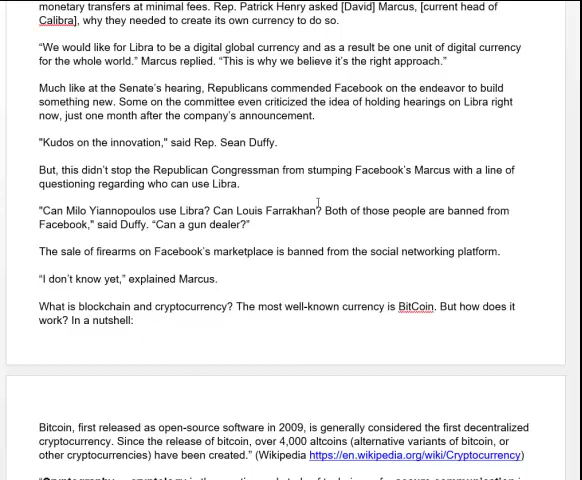 monetary transfers at minimal fees. Rep. Patrick Henry asked [David] Marcus, [current head of
Calibra], why they needed to create its own currency to do so.
“We would like for Libra to be a digital global currency and as a result be one unit of digital currency
for the whole world.” Marcus replied. “This is why we believe it’s the right approach.”
Much like at the Senate’s hearing, Republicans commended Facebook on the endeavor to build
something new. Some on the committee even criticized the idea of holding hearings on Libra right
now, just one month after the company’s announcement.
"Kudos on the innovation," said Rep. Sean Duffy.
But, this didn’t stop the Republican Congressman from stumping Facebook’s Marcus with a line of
questioning regarding who can use Libra.
"Can Milo Yiannopoulos use Libra? Can Louis Farrakhan? Both of those people are banned from
Facebook," said Duffy. “Can a gun dealer?”
The sale of firearms on Facebook’s marketplace is banned from the social networking platform.
“I don’t know yet,” explained Marcus.
What is blockchain and cryptocurrency? The most well-known currency is BitCoin. But how does it
work? In a nutshell:
Bitcoin, first released as open-source software in 2009, is generally considered the first decentralized
cryptocurrency. Since the release of bitcoin, over 4,000 altcoins (alternative variants of bitcoin, or
other cryptocurrencies) have been created.” (Wikipedia https://en.wikipedia.org/wiki/Cryptocurrency)